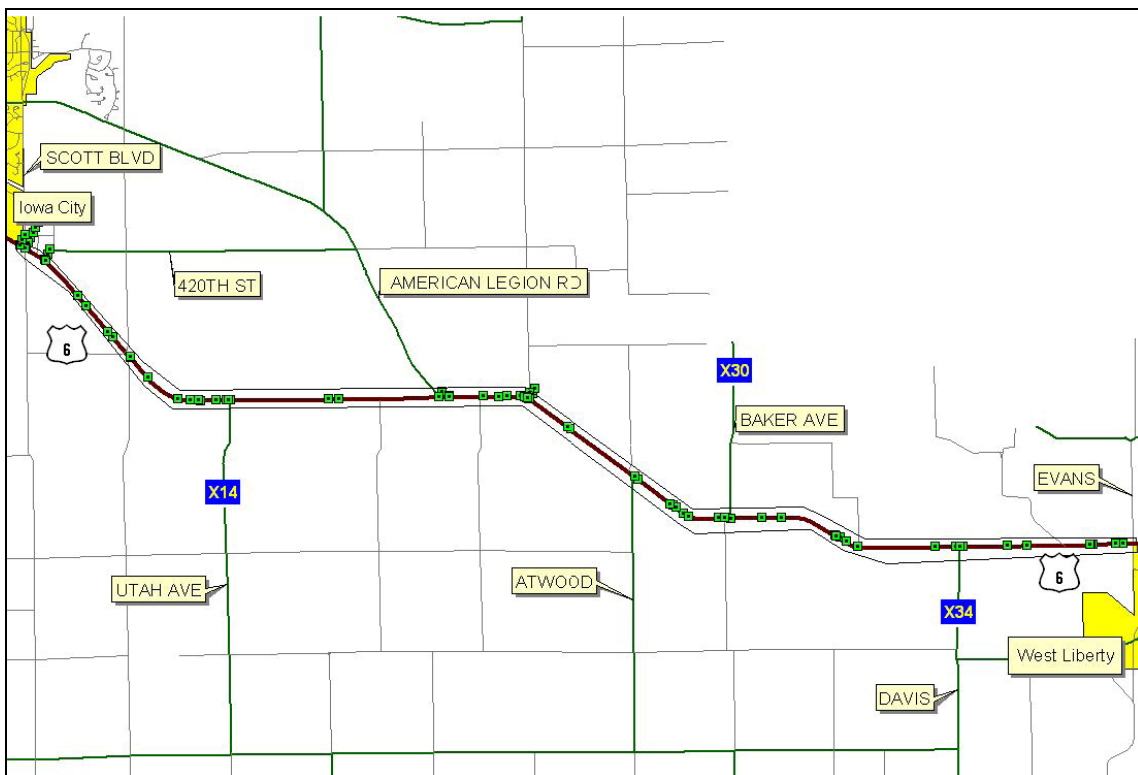 SCOTT BLVD
Iowa City
420TH ST
AMERICAN LEGION RD
6
X30
BAKER AVE
EVANS
X14
UTAH AVE
ATWOOD
6
X34
West Liberty
DAVIS